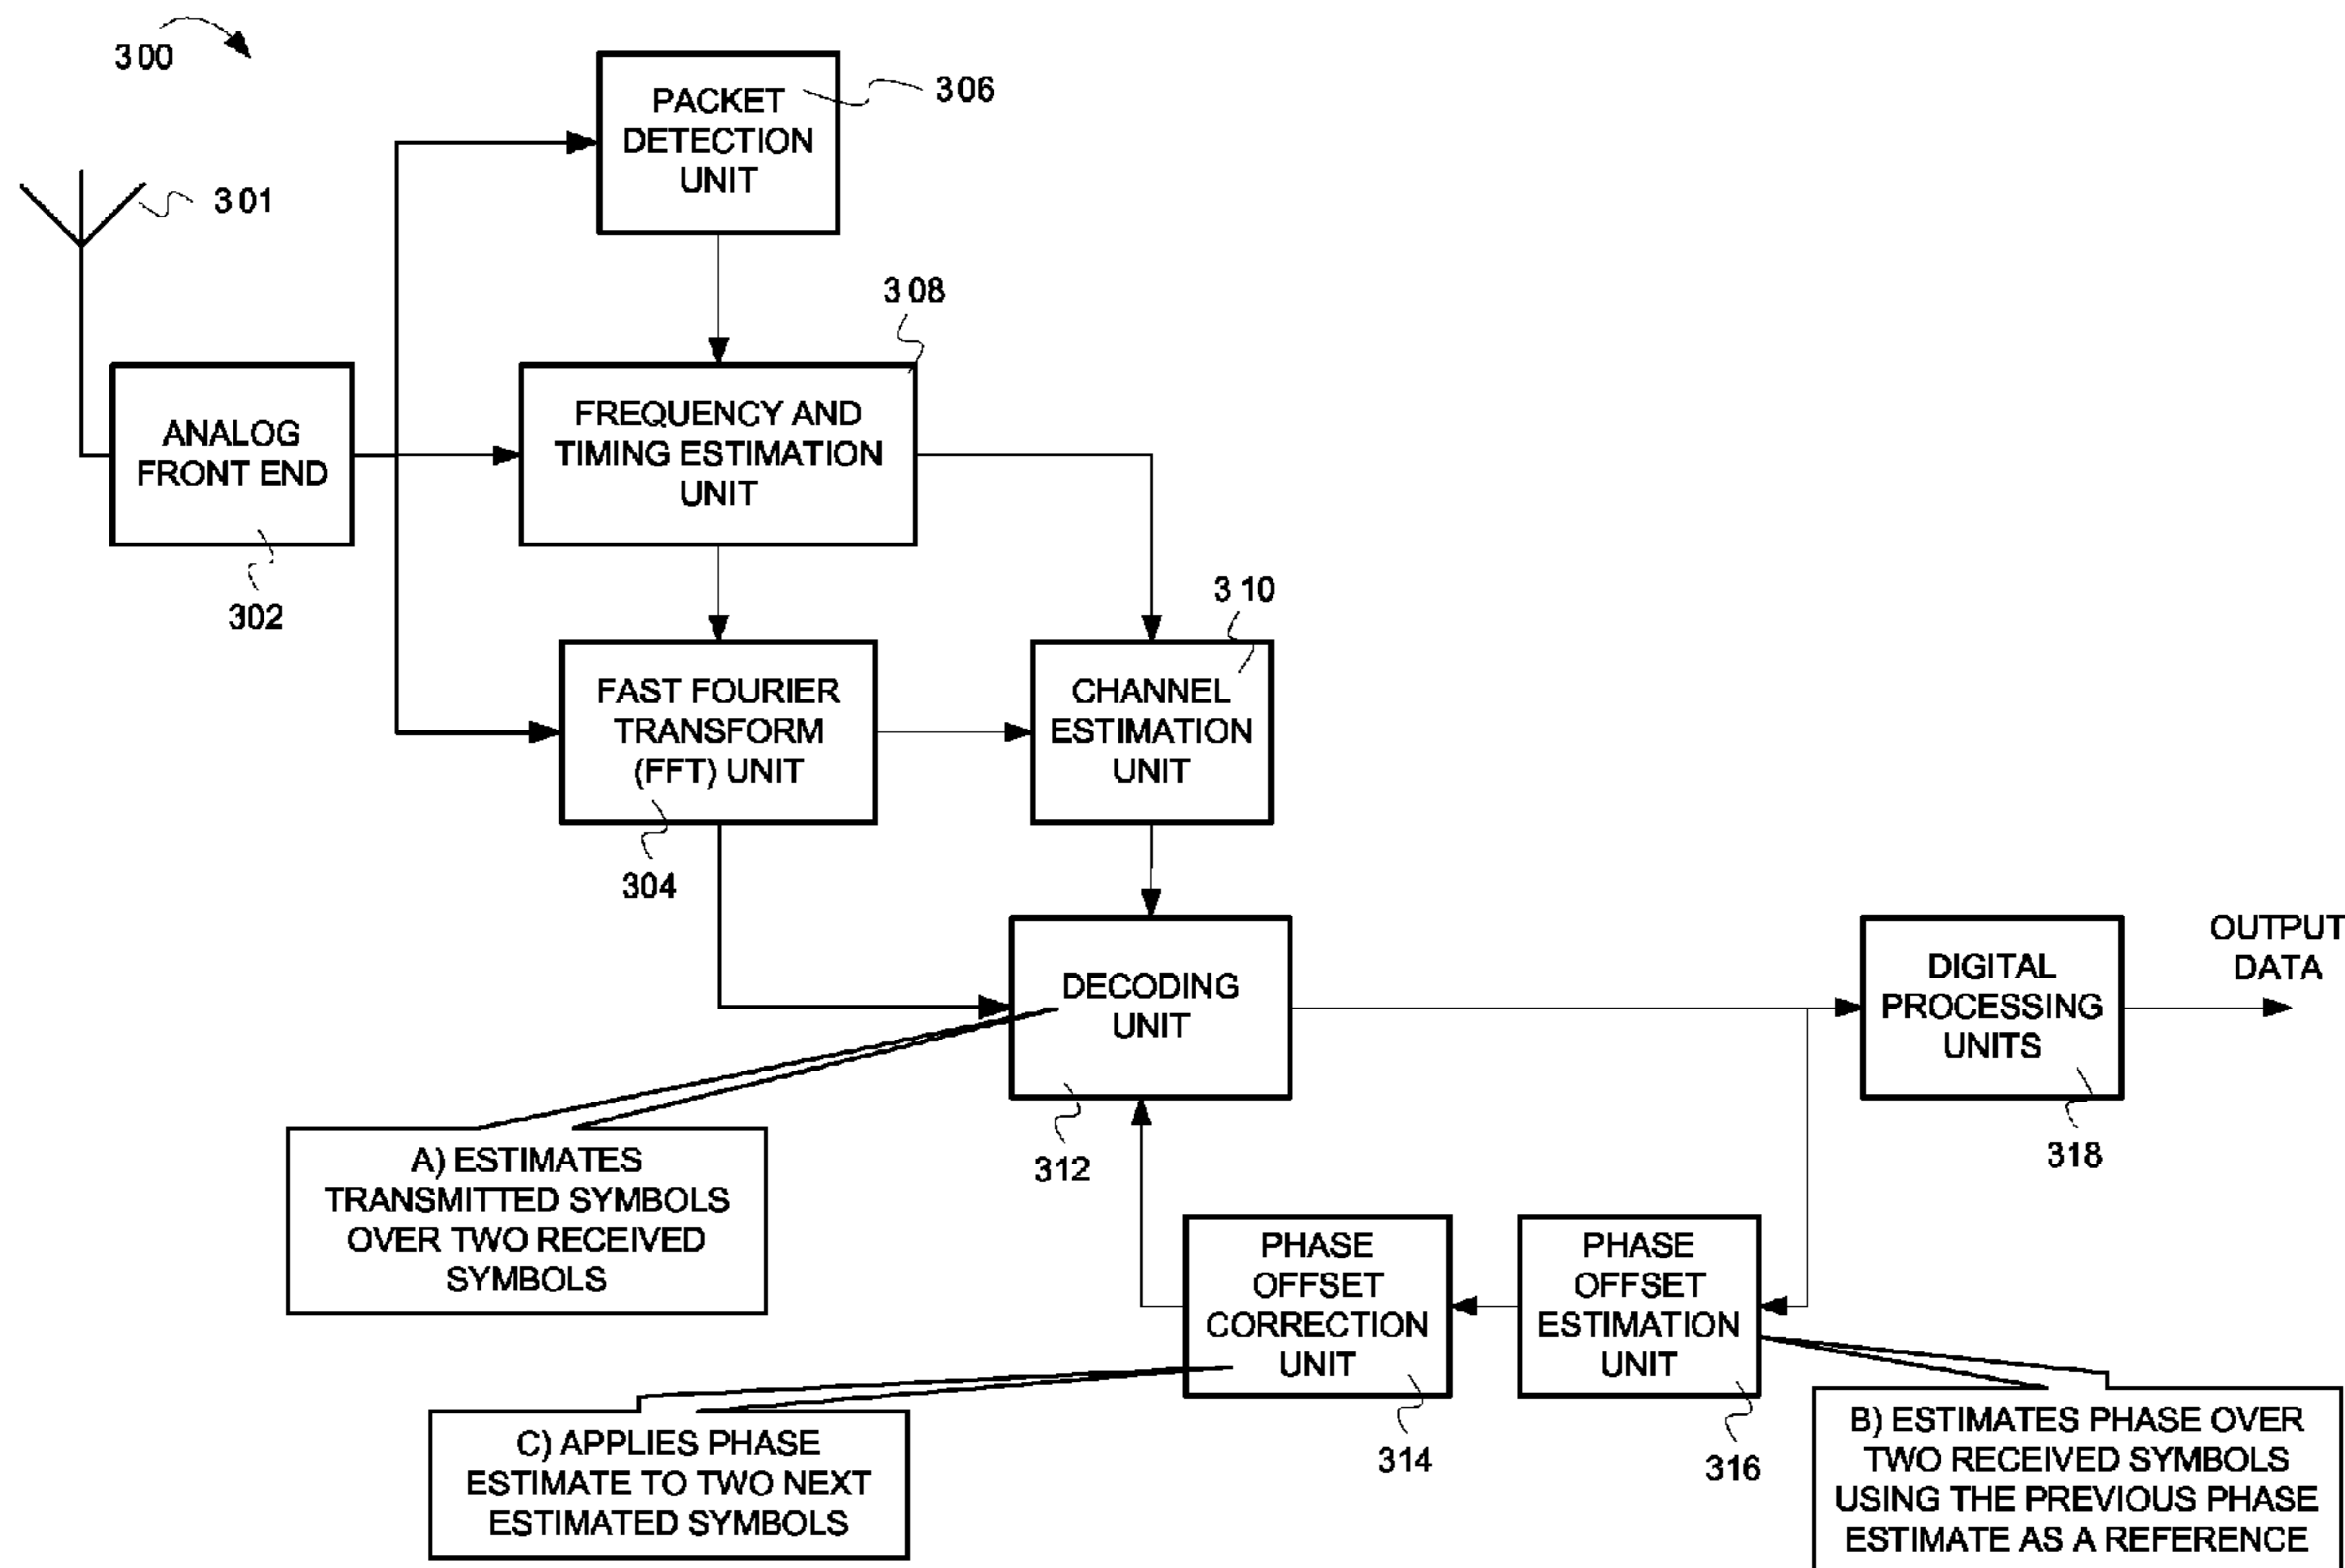 300
PACKET
DETECTION
UNIT
306
301
308
ANALOG
FRONT END
302
FREQUENCY AND
TIMING ESTIMATION
UNIT
310
FAST FOURIER
TRANSFORM
(FFT) UNIT
304
CHANNEL
ESTIMATION
UNIT
DECODING
UNIT
312
DIGITAL
PROCESSING
UNITS
318
OUTPUT
DATA
A) ESTIMATES
TRANSMITTED SYMBOLS
OVER TWO RECEIVED
SYMBOLS
PHASE
OFFSET
CORRECTION
UNIT
314
PHASE
OFFSET
ESTIMATION
UNIT
316
C) APPLIES PHASE
ESTIMATE TO TWO NEXT
ESTIMATED SYMBOLS
B) ESTIMATES PHASE OVER
TWO RECEIVED SYMBOLS
USING THE PREVIOUS PHASE
ESTIMATE AS A REFERENCE